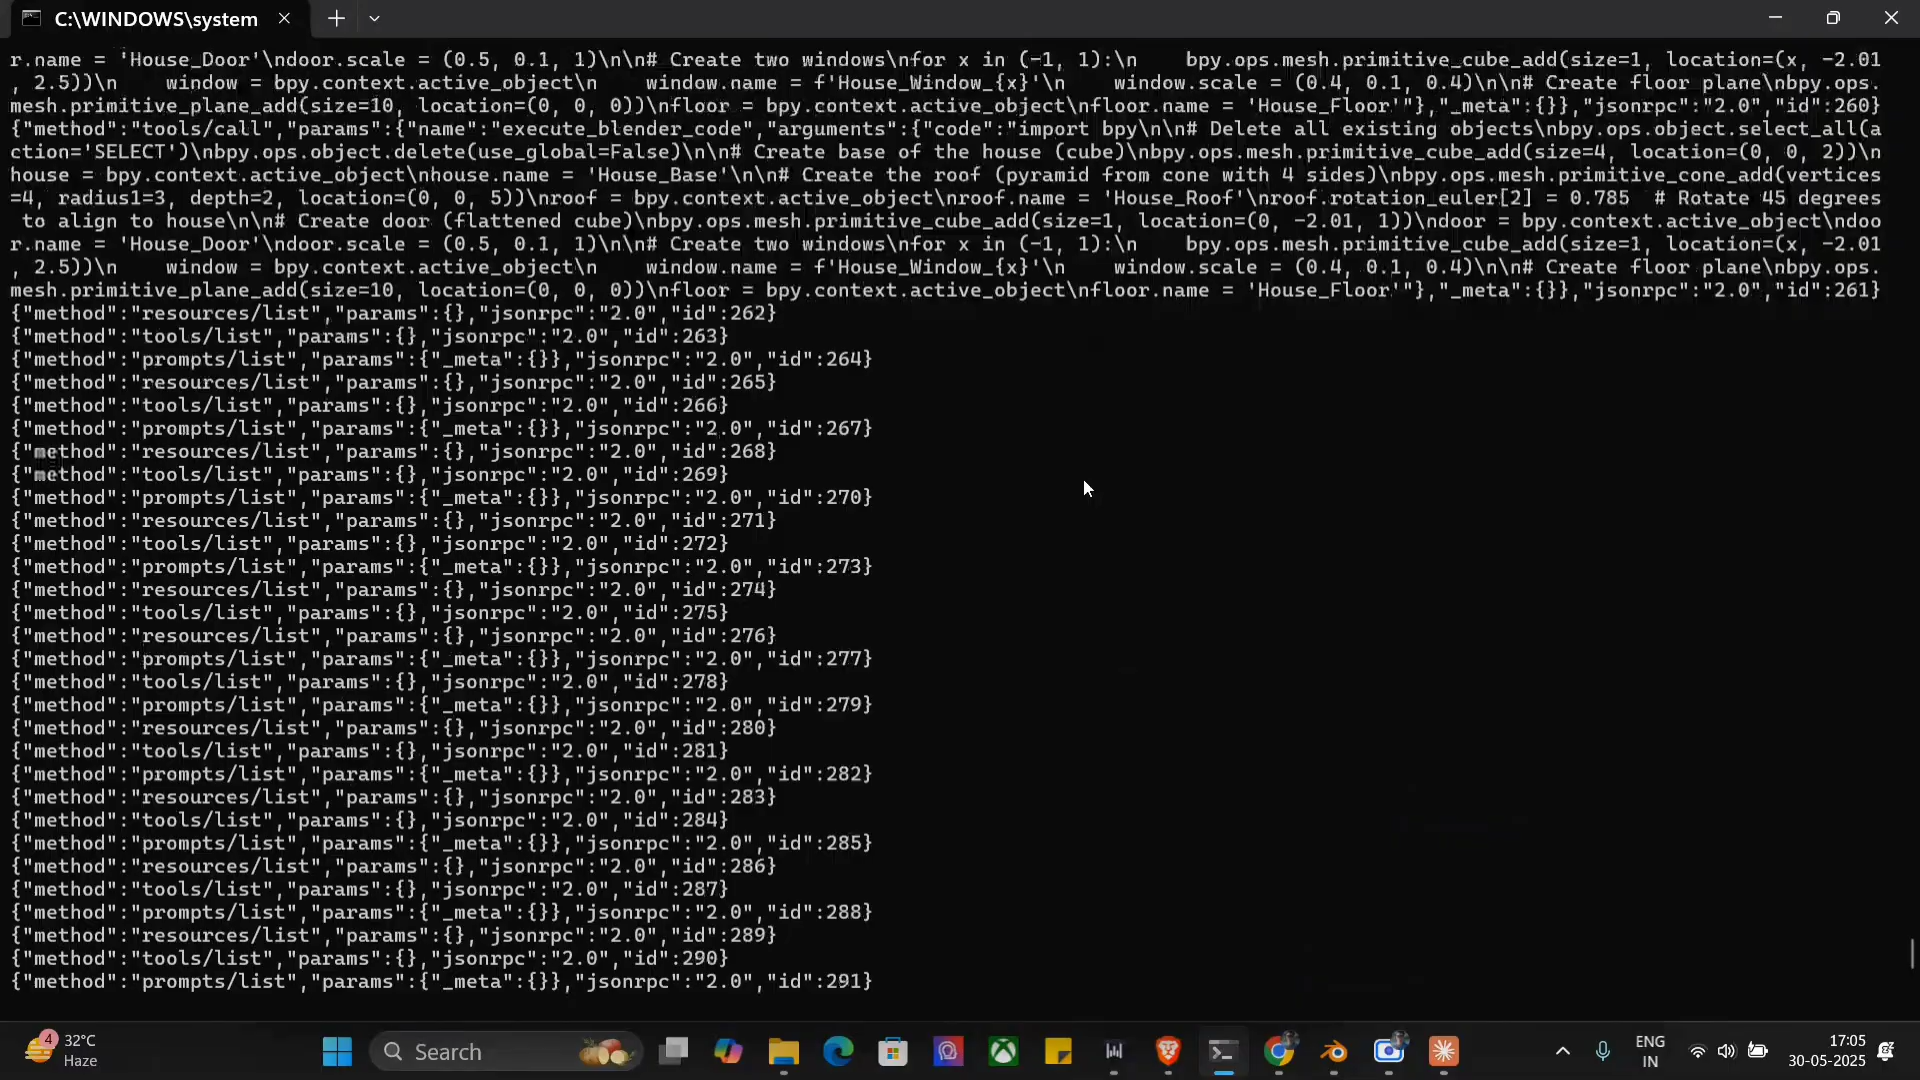 C:\WINDOWS\system
r.name = 'House_Door'\ndoor.scale = (0.5, 0.1, 1)\n\n# Create two windows\nfor x in (-1, 1):\n    bpy.ops.mesh.primitive_cube_add(size=1, location=(x, -2.01
, 2.5))\n    window = bpy.context.active_object\n    window.name = f'House_Window_{x}'\n    window.scale = (0.4, 0.1, 0.4)\n\n# Create floor plane\nbpy.ops.
mesh.primitive_plane_add(size=10, location=(0, 0, 0))\nfloor = bpy.context.active_object\nfloor.name = 'House_Floor'"},"_meta":{}},"jsonrpc":"2.0","id":260}
{"method":"tools/call","params":{"name":"execute_blender_code","arguments":{"code":"import bpy\n\n# Delete all existing objects\nbpy.ops.object.select_all(a
ction='SELECT')\nbpy.ops.object.delete(use_global=False)\n\n# Create base of the house (cube)\nbpy.ops.mesh.primitive_cube_add(size=4, location=(0, 0, 2))\n
house = bpy.context.active_object\nhouse.name = 'House_Base'\n\n# Create the roof (pyramid from cone with 4 sides)\nbpy.ops.mesh.primitive_cone_add(vertices
=4, radius1=3, depth=2, location=(0, 0, 5))\nroof = bpy.context.active_object\nroof.name = 'House_Roof'\nroof.rotation_euler[2] = 0.785  # Rotate 45 degrees
 to align to house\n\n# Create door (flattened cube)\nbpy.ops.mesh.primitive_cube_add(size=1, location=(0, -2.01, 1))\ndoor = bpy.context.active_object\ndoo
r.name = 'House_Door'\ndoor.scale = (0.5, 0.1, 1)\n\n# Create two windows\nfor x in (-1, 1):\n    bpy.ops.mesh.primitive_cube_add(size=1, location=(x, -2.01
, 2.5))\n    window = bpy.context.active_object\n    window.name = f'House_Window_{x}'\n    window.scale = (0.4, 0.1, 0.4)\n\n# Create floor plane\nbpy.ops.
mesh.primitive_plane_add(size=10, location=(0, 0, 0))\nfloor = bpy.context.active_object\nfloor.name = 'House_Floor'"},"_meta":{}},"jsonrpc":"2.0","id":261}
{"method":"resources/list","params":{},"jsonrpc":"2.0","id":262}
{"method":"tools/list","params":{},"jsonrpc":"2.0","id":263}
{"method":"prompts/list","params":{"_meta":{}},"jsonrpc":"2.0","id":264}
{"method":"resources/list","params":{},"jsonrpc":"2.0","id":265}
{"method":"tools/list","params":{},"jsonrpc":"2.0","id":266}
{"method":"prompts/list","params":{"_meta":{}},"jsonrpc":"2.0","id":267}
{"method":"resources/list","params":{},"jsonrpc":"2.0","id":268}
{"method":"tools/list","params":{},"jsonrpc":"2.0","id":269}
{"method":"prompts/list","params":{"_meta":{}},"jsonrpc":"2.0","id":270}
{"method":"resources/list","params":{},"jsonrpc":"2.0","id":271}
{"method":"tools/list","params":{},"jsonrpc":"2.0","id":272}
{"method":"prompts/list","params":{"_meta":{}},"jsonrpc":"2.0","id":273}
{"method":"resources/list","params":{},"jsonrpc":"2.0","id":274}
{"method":"tools/list","params":{},"jsonrpc":"2.0","id":275}
{"method":"resources/list","params":{},"jsonrpc":"2.0","id":276}
{"method":"prompts/list","params":{"_meta":{}},"jsonrpc":"2.0","id":277}
{"method":"tools/list","params":{},"jsonrpc":"2.0","id":278}
{"method":"prompts/list","params":{"_meta":{}},"jsonrpc":"2.0","id":279}
{"method":"resources/list","params":{},"jsonrpc":"2.0","id":280}
{"method":"tools/list","params":{},"jsonrpc":"2.0","id":281}
{"method":"prompts/list","params":{"_meta":{}},"jsonrpc":"2.0","id":282}
{"method":"resources/list","params":{},"jsonrpc":"2.0","id":283}
{"method":"tools/list","params":{},"jsonrpc":"2.0","id":284}
{"method":"prompts/list","params":{"_meta":{}},"jsonrpc":"2.0","id":285}
{"method":"resources/list","params":{},"jsonrpc":"2.0","id":286}
{"method":"tools/list","params":{},"jsonrpc":"2.0","id":287}
{"method":"prompts/list","params":{"_meta":{}},"jsonrpc":"2.0","id":288}
{"method":"resources/list","params":{},"jsonrpc":"2.0","id":289}
{"method":"tools/list","params":{},"jsonrpc":"2.0","id":290}
{"method":"prompts/list","params":{"_meta":{}},"jsonrpc":"2.0","id":291}
4
32°C
Haze
Search
ENG
IN
17:05
30-05-2025